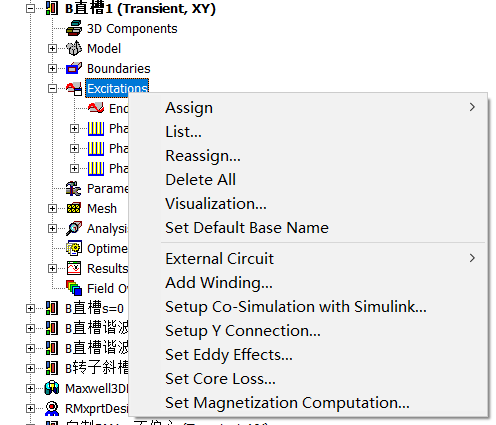 B直槽1 (Transient, XY)
3D Components
Model
Boundaries
Excitations
Enc
Pha
Pha
Pha
Parame
Mesh
Analysis
Optime
Results
Field Ov
B直槽s=0
B直槽谐波
B直槽谐波
B转子斜槽
Maxwell3D
RMxprtDesi
Assign
List...
Reassign...
Delete All
Visualization...
Set Default Base Name
External Circuit
Add Winding...
Setup Co-Simulation with Simulink...
Setup Y Connection...
Set Eddy Effects...
Set Core Loss...
Set Magnetization Computation...